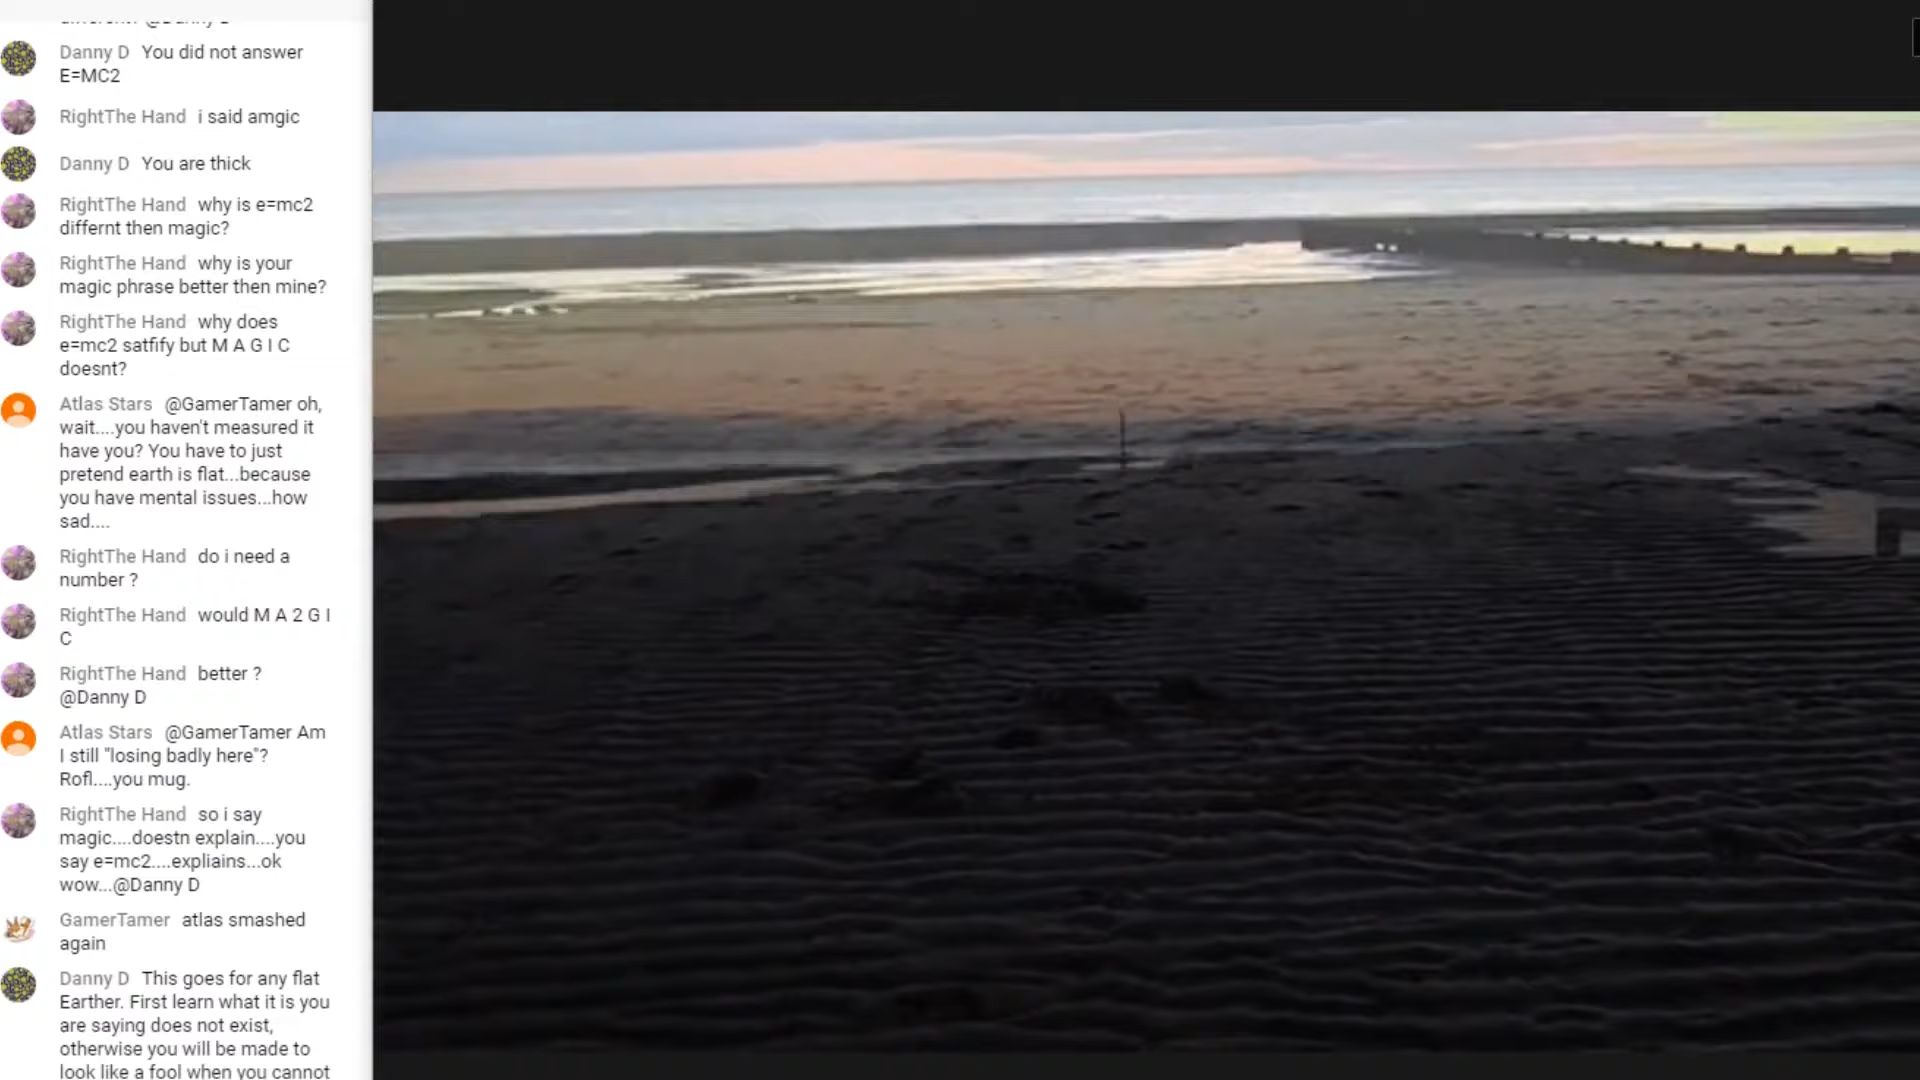 Danny D You did not answer
E=MC2
RightThe Hand i said amgic
Danny D You are thick
RightThe Hand why is e=mc2
differnt then magic?
RightThe Hand why is your
magic phrase better then mine?
RightThe Hand why does
e=mc2 satfify but M A G I C
doesnt?
Atlas Stars @GamerTamer oh,
wait....you haven't measured it
have you? You have to just
pretend earth is flat...because
you have mental issues...how
sad....
RightThe Hand do i need a
number ?
RightThe Hand would M A 2 G I
C
RightThe Hand better ?
@Danny D
Atlas Stars @GamerTamer Am
I still "losing badly here"?
Rofl....you mug.
RightThe Hand so i say
magic....doestn explain....you
say e=mc2....expliains...ok
wow...@Danny D
GamerTamer atlas smashed
again
Danny D This goes for any flat
Earther. First learn what it is you
are saying does not exist,
otherwise you will be made to
look like a fool when you cannot